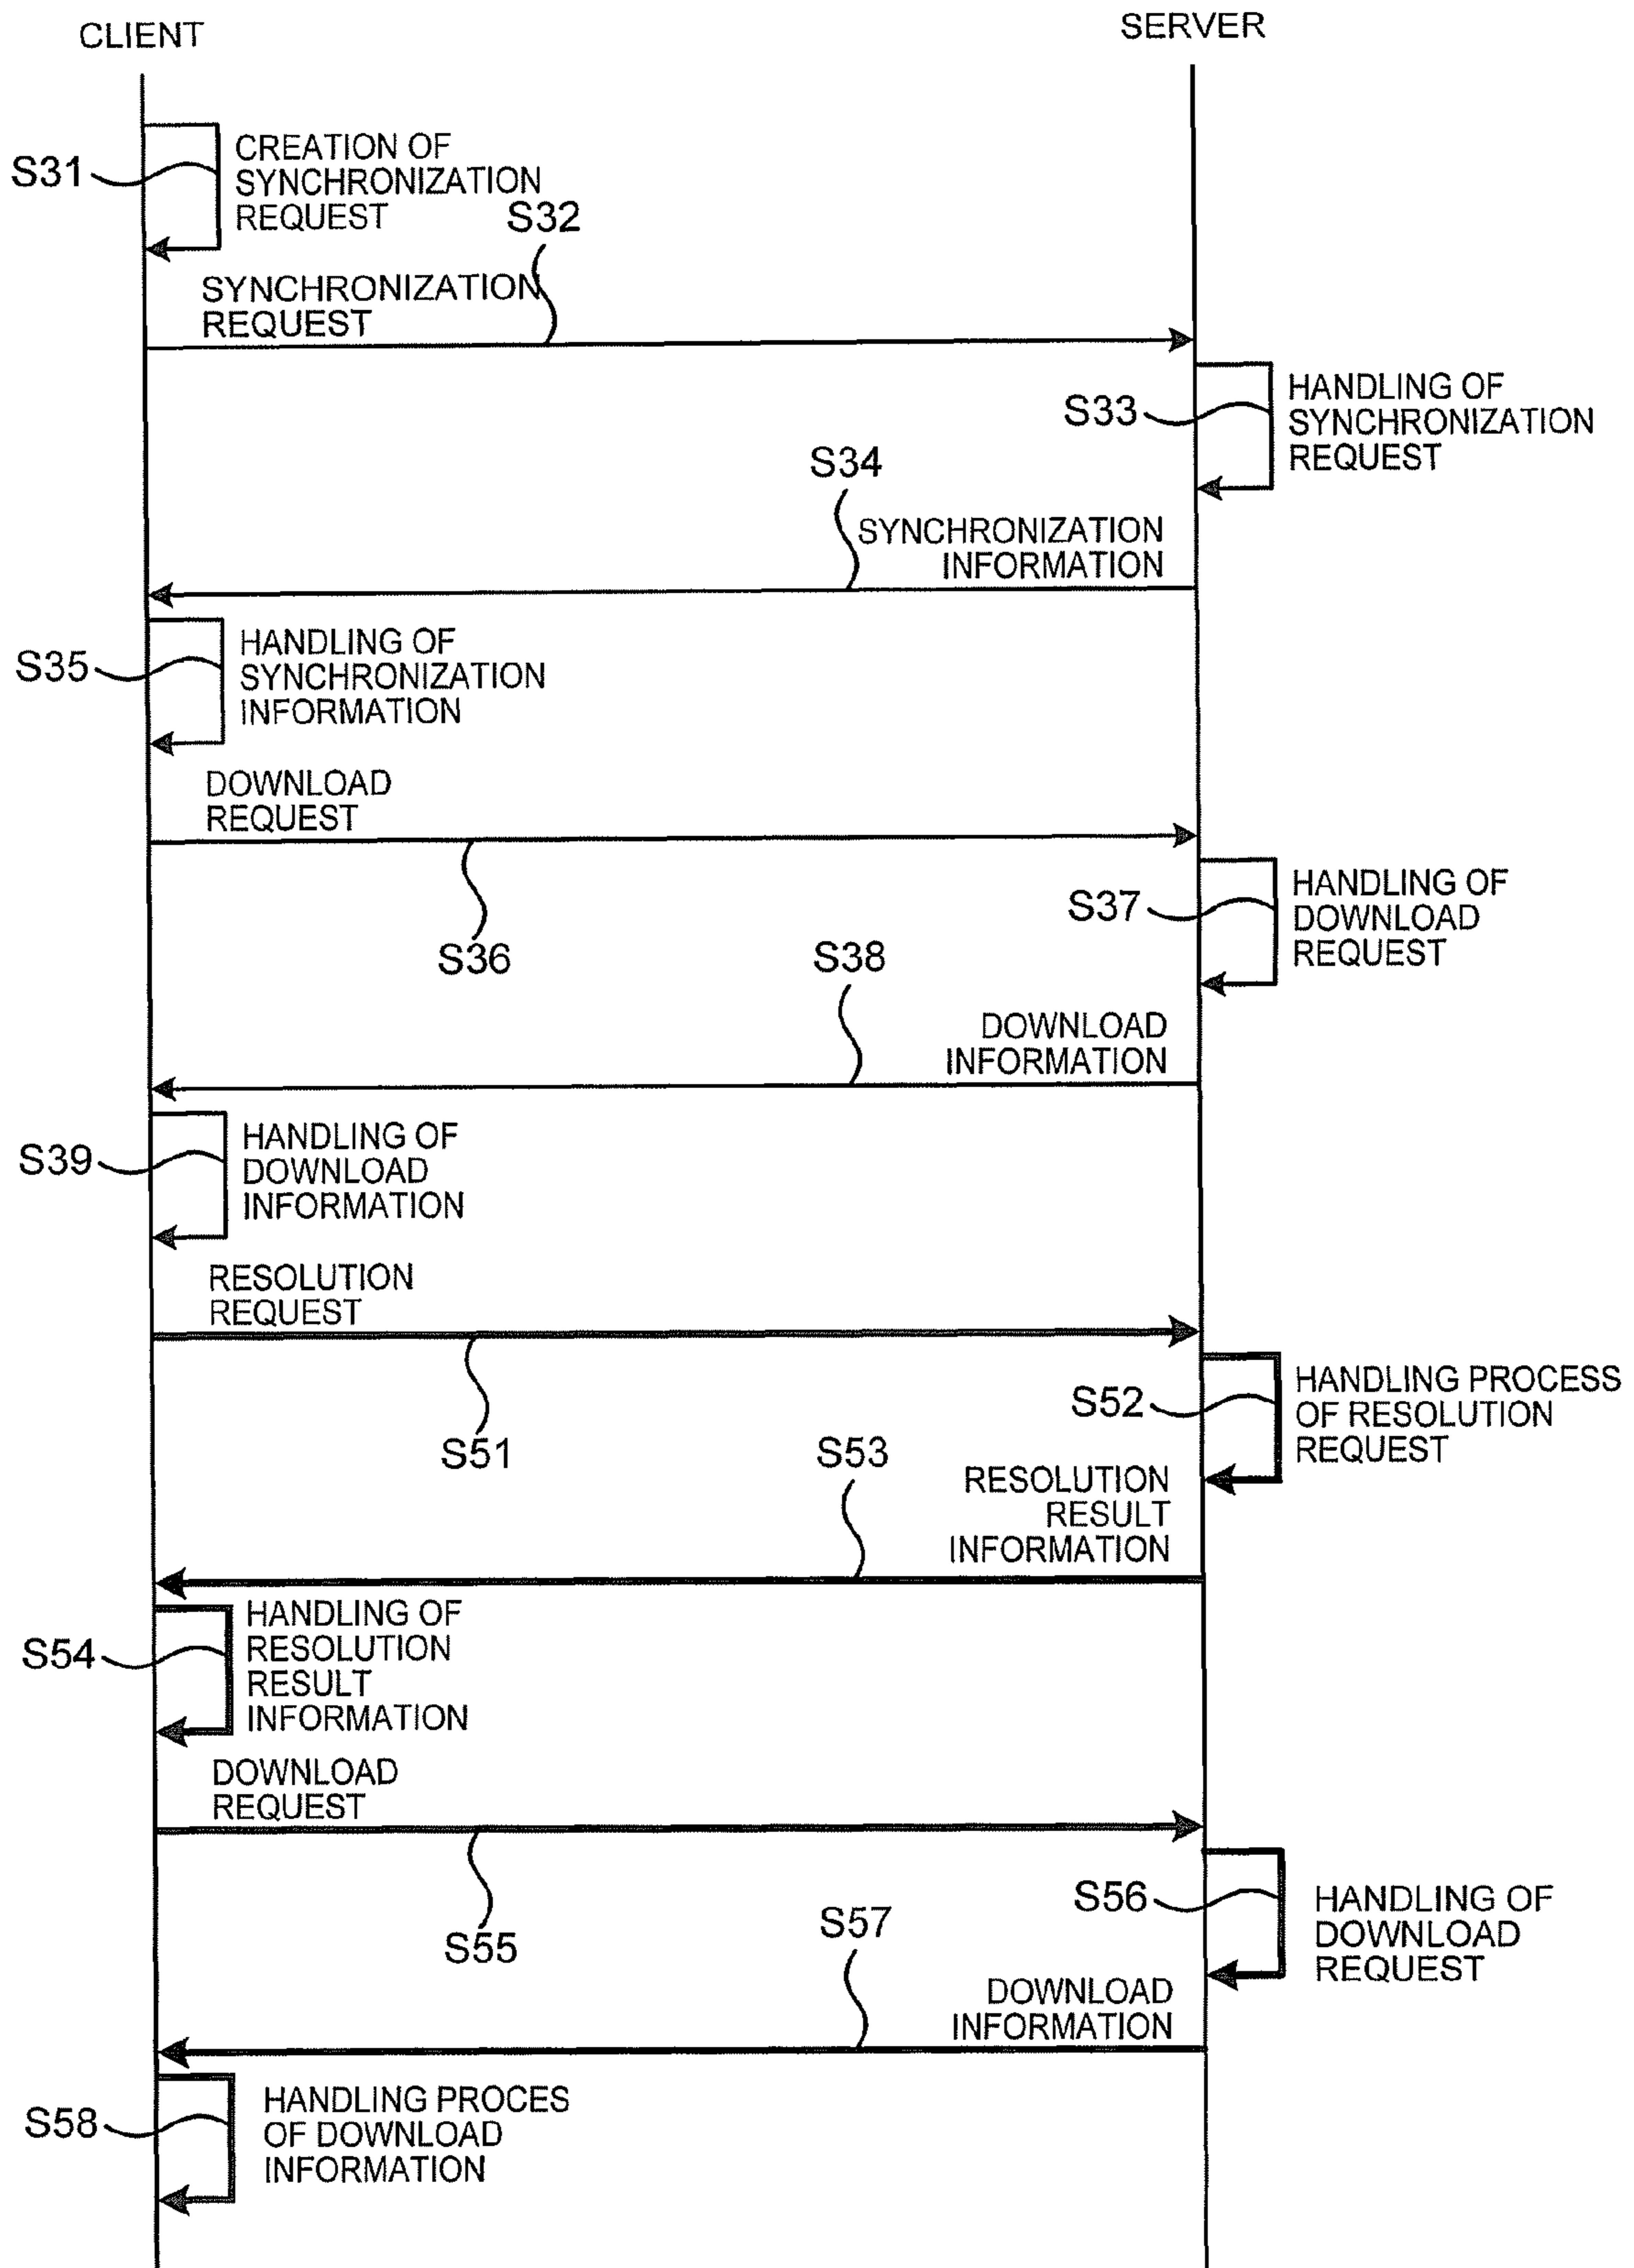 CLIENT
SERVER
S31
CREATION OF
SYNCHRONIZATION
REQUEST
S32
SYNCHRONIZATION
REQUEST
S33
HANDLING OF
SYNCHRONIZATION
REQUEST
S34
SYNCHRONIZATION
INFORMATION
S35
HANDLING OF
SYNCHRONIZATION
INFORMATION
DOWNLOAD
REQUEST
S36
S37
HANDLING OF
DOWNLOAD
REQUEST
S38
DOWNLOAD
INFORMATION
S39
HANDLING OF
DOWNLOAD
INFORMATION
RESOLUTION
REQUEST
S51
S52
HANDLING PROCESS
OF RESOLUTION
REQUEST
S53
RESOLUTION
RESULT
INFORMATION
S54
HANDLING OF
RESOLUTION
RESULT
INFORMATION
DOWNLOAD
REQUEST
S55
S56
HANDLING OF
DOWNLOAD
REQUEST
S57
DOWNLOAD
INFORMATION
S58
HANDLING PROCES
OF DOWNLOAD
INFORMATION